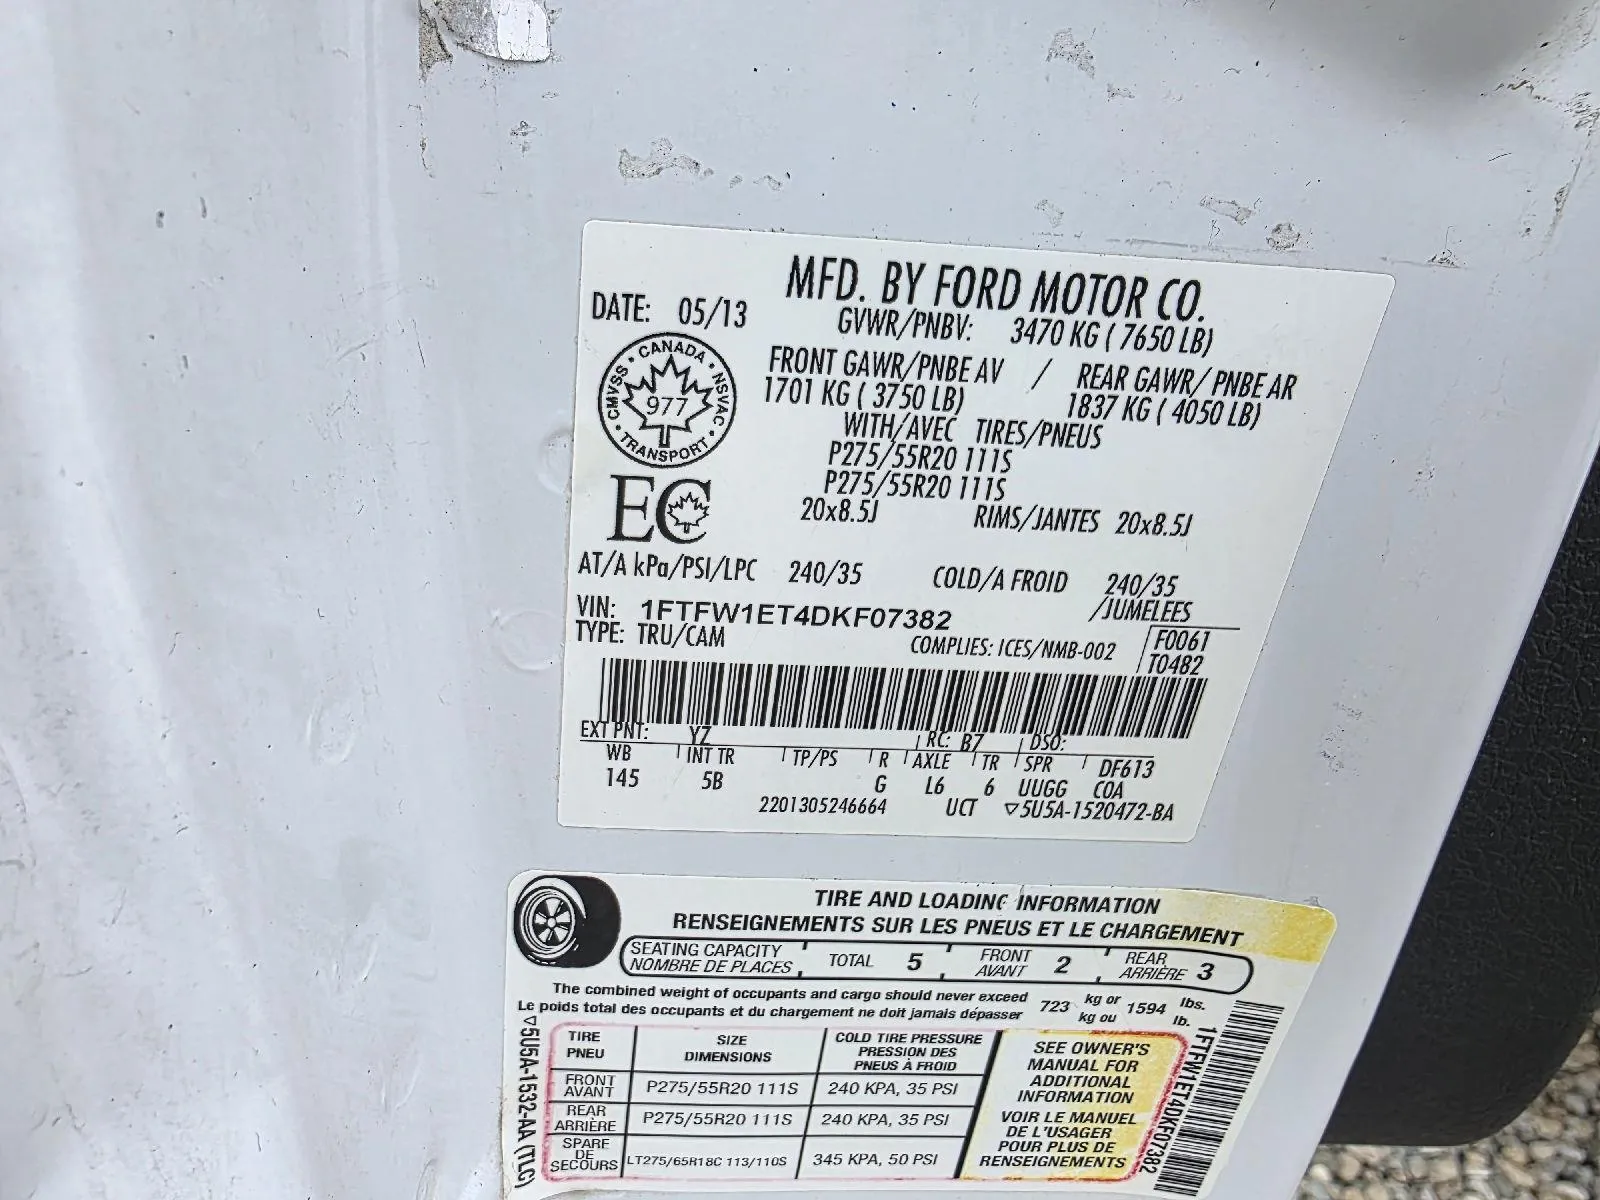 MFD. BY FORD MOTOR CO.
DATE: 05/13
GVWR/PNBV: 3470 KG ( 7650 LB)
FRONT GAWR/PNBE AV / REAR GAWR/ PNBE AR
1701 KG ( 3750 LB) 1837 KG ( 4050 LB)
WITH/AVEC TIRES/PNEUS
P275/55R20 111S
P275/55R20 111S
20x8.5J RIMS/JANTES 20x8.5J
CANADA · NSVAC · TRANSPORT · CMVSS ·
977
EC
AT/A kPa/PSI/LPC 240/35 COLD/A FROID 240/35
/JUMELEES
VIN: 1FTFW1ET4DKF07382
TYPE: TRU/CAM COMPLIES: ICES/NMB-002
F0061
T0482
EXT PNT: YZ RC: B7 DSO:
WB INT TR TP/PS R AXLE TR SPR DF613
145 5B G L6 6 UUGG COA
2201305246664 UCT ▽5U5A-1520472-BA
TIRE AND LOADING INFORMATION
RENSEIGNEMENTS SUR LES PNEUS ET LE CHARGEMENT
SEATING CAPACITY
NOMBRE DE PLACES
TOTAL 5
FRONT
AVANT 2
REAR
ARRIÈRE 3
The combined weight of occupants and cargo should never exceed
Le poids total des occupants et du chargement ne doit jamais dépasser
723 kg or 1594 lbs.
kg ou lb.
TIRE
PNEU
SIZE
DIMENSIONS
COLD TIRE PRESSURE
PRESSION DES
PNEUS À FROID
FRONT
AVANT
P275/55R20 111S 240 KPA, 35 PSI
REAR
ARRIÈRE
P275/55R20 111S 240 KPA, 35 PSI
SPARE
DE
SECOURS
LT275/65R18C 113/110S 345 KPA, 50 PSI
SEE OWNER'S
MANUAL FOR
ADDITIONAL
INFORMATION
VOIR LE MANUEL
DE L'USAGER
POUR PLUS DE
RENSEIGNEMENTS
▽5U5A-1532-AA (TLG)
1FTFW1ET4DKF07382